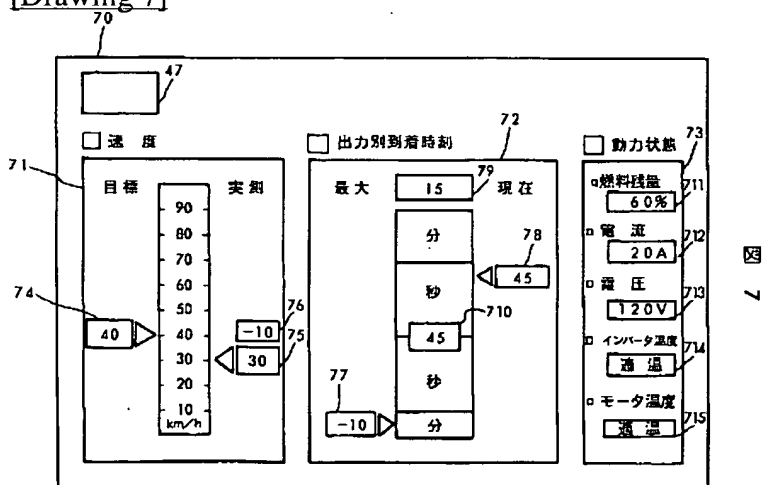 [Drawing 7]
70
47
速 度
71
目標 実測
90
80
70
60
50
40
30
20
10
km/h
74
40
76
-10
75
30
出力別到着時刻
72
最大 15 現在
79
分
78
45
秒
45
710
秒
77
-10
分
動力状態
73
燃料残量
711
60%
電 流
712
20A
電 圧
713
120V
インバータ温度
714
適 温
モータ温度
715
適 温
図 7